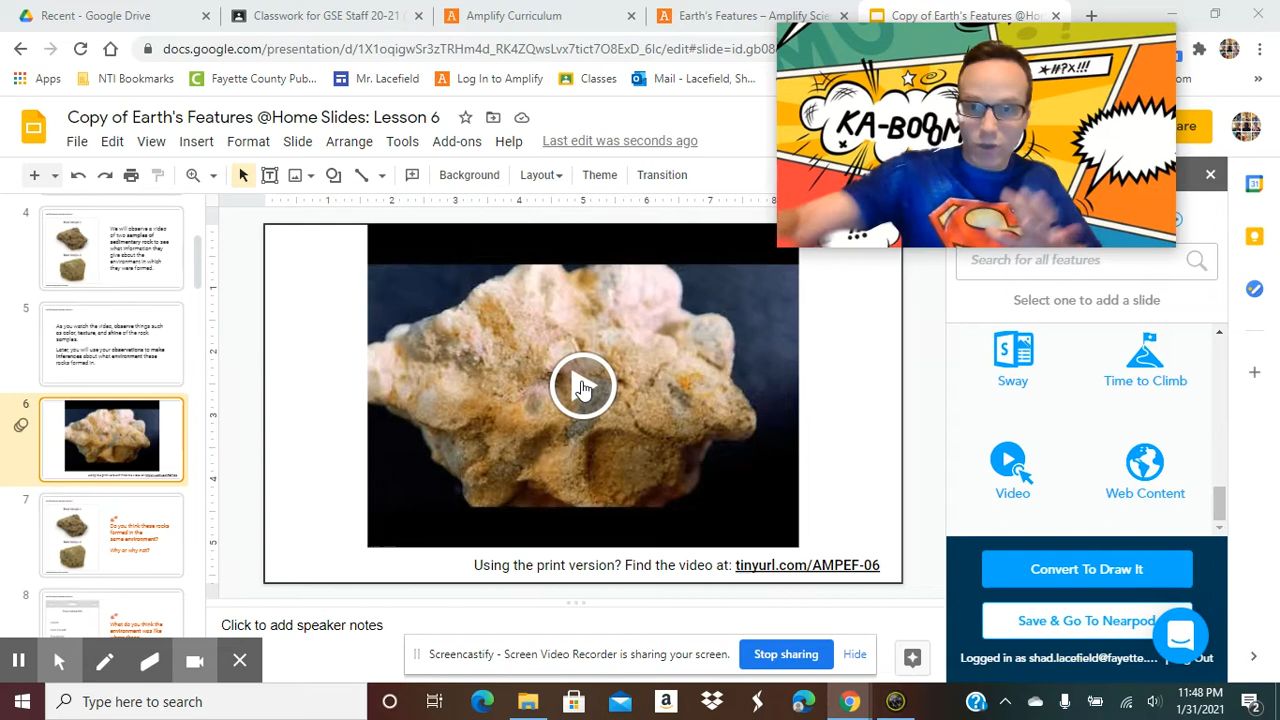 Recent - Google Drive
Lacefield GSE Staff 20-21
Amplify Curriculum
Earth's Features – Amplify Scie
Copy of Earth's Features @Hom
docs.google.com/presentation/d/
edit#slide=id.gb08
Apps
NTI Bookmarks
Fayette County Pub...
Lacefield
Log In to Amplify
Classes
Mail - Lacefield, Sh...
»
KA-BOOM
*#?x!!!
Copy of Earth's Features @Home Slides: Lesson 6
File Edit View Insert Format Slide Arrange Tools Add-ons Help Last edit was seconds ago
Background Layout Theme Transition
4
We will observe a video
of two samples of
sedimentary rock to see
what information they
give about the
environment in which
they were formed.
5
As you watch the video, observe things such
as color, texture, and shine of the rock
samples.
Later, you will use your observations to make
inferences about what environment these
rocks formed in.
6
7
Do you think these rocks
formed in the
same environment?
Why or why not?
8
What do you think the
environment was like
Using the print version? Find the video at: tinyurl.com/AMPEF-06
Click to add speaker notes
Search for all features
Select one to add a slide
Sway
Time to Climb
Video
Web Content
Convert To Draw It
Save & Go To Nearpod
Logged in as shad.lacefield@fayette....
Out
Screencastify - Screen Video Recorder is sharing your screen.
Stop sharing
Hide
Type here to search
11:48 PM
1/31/2021
2